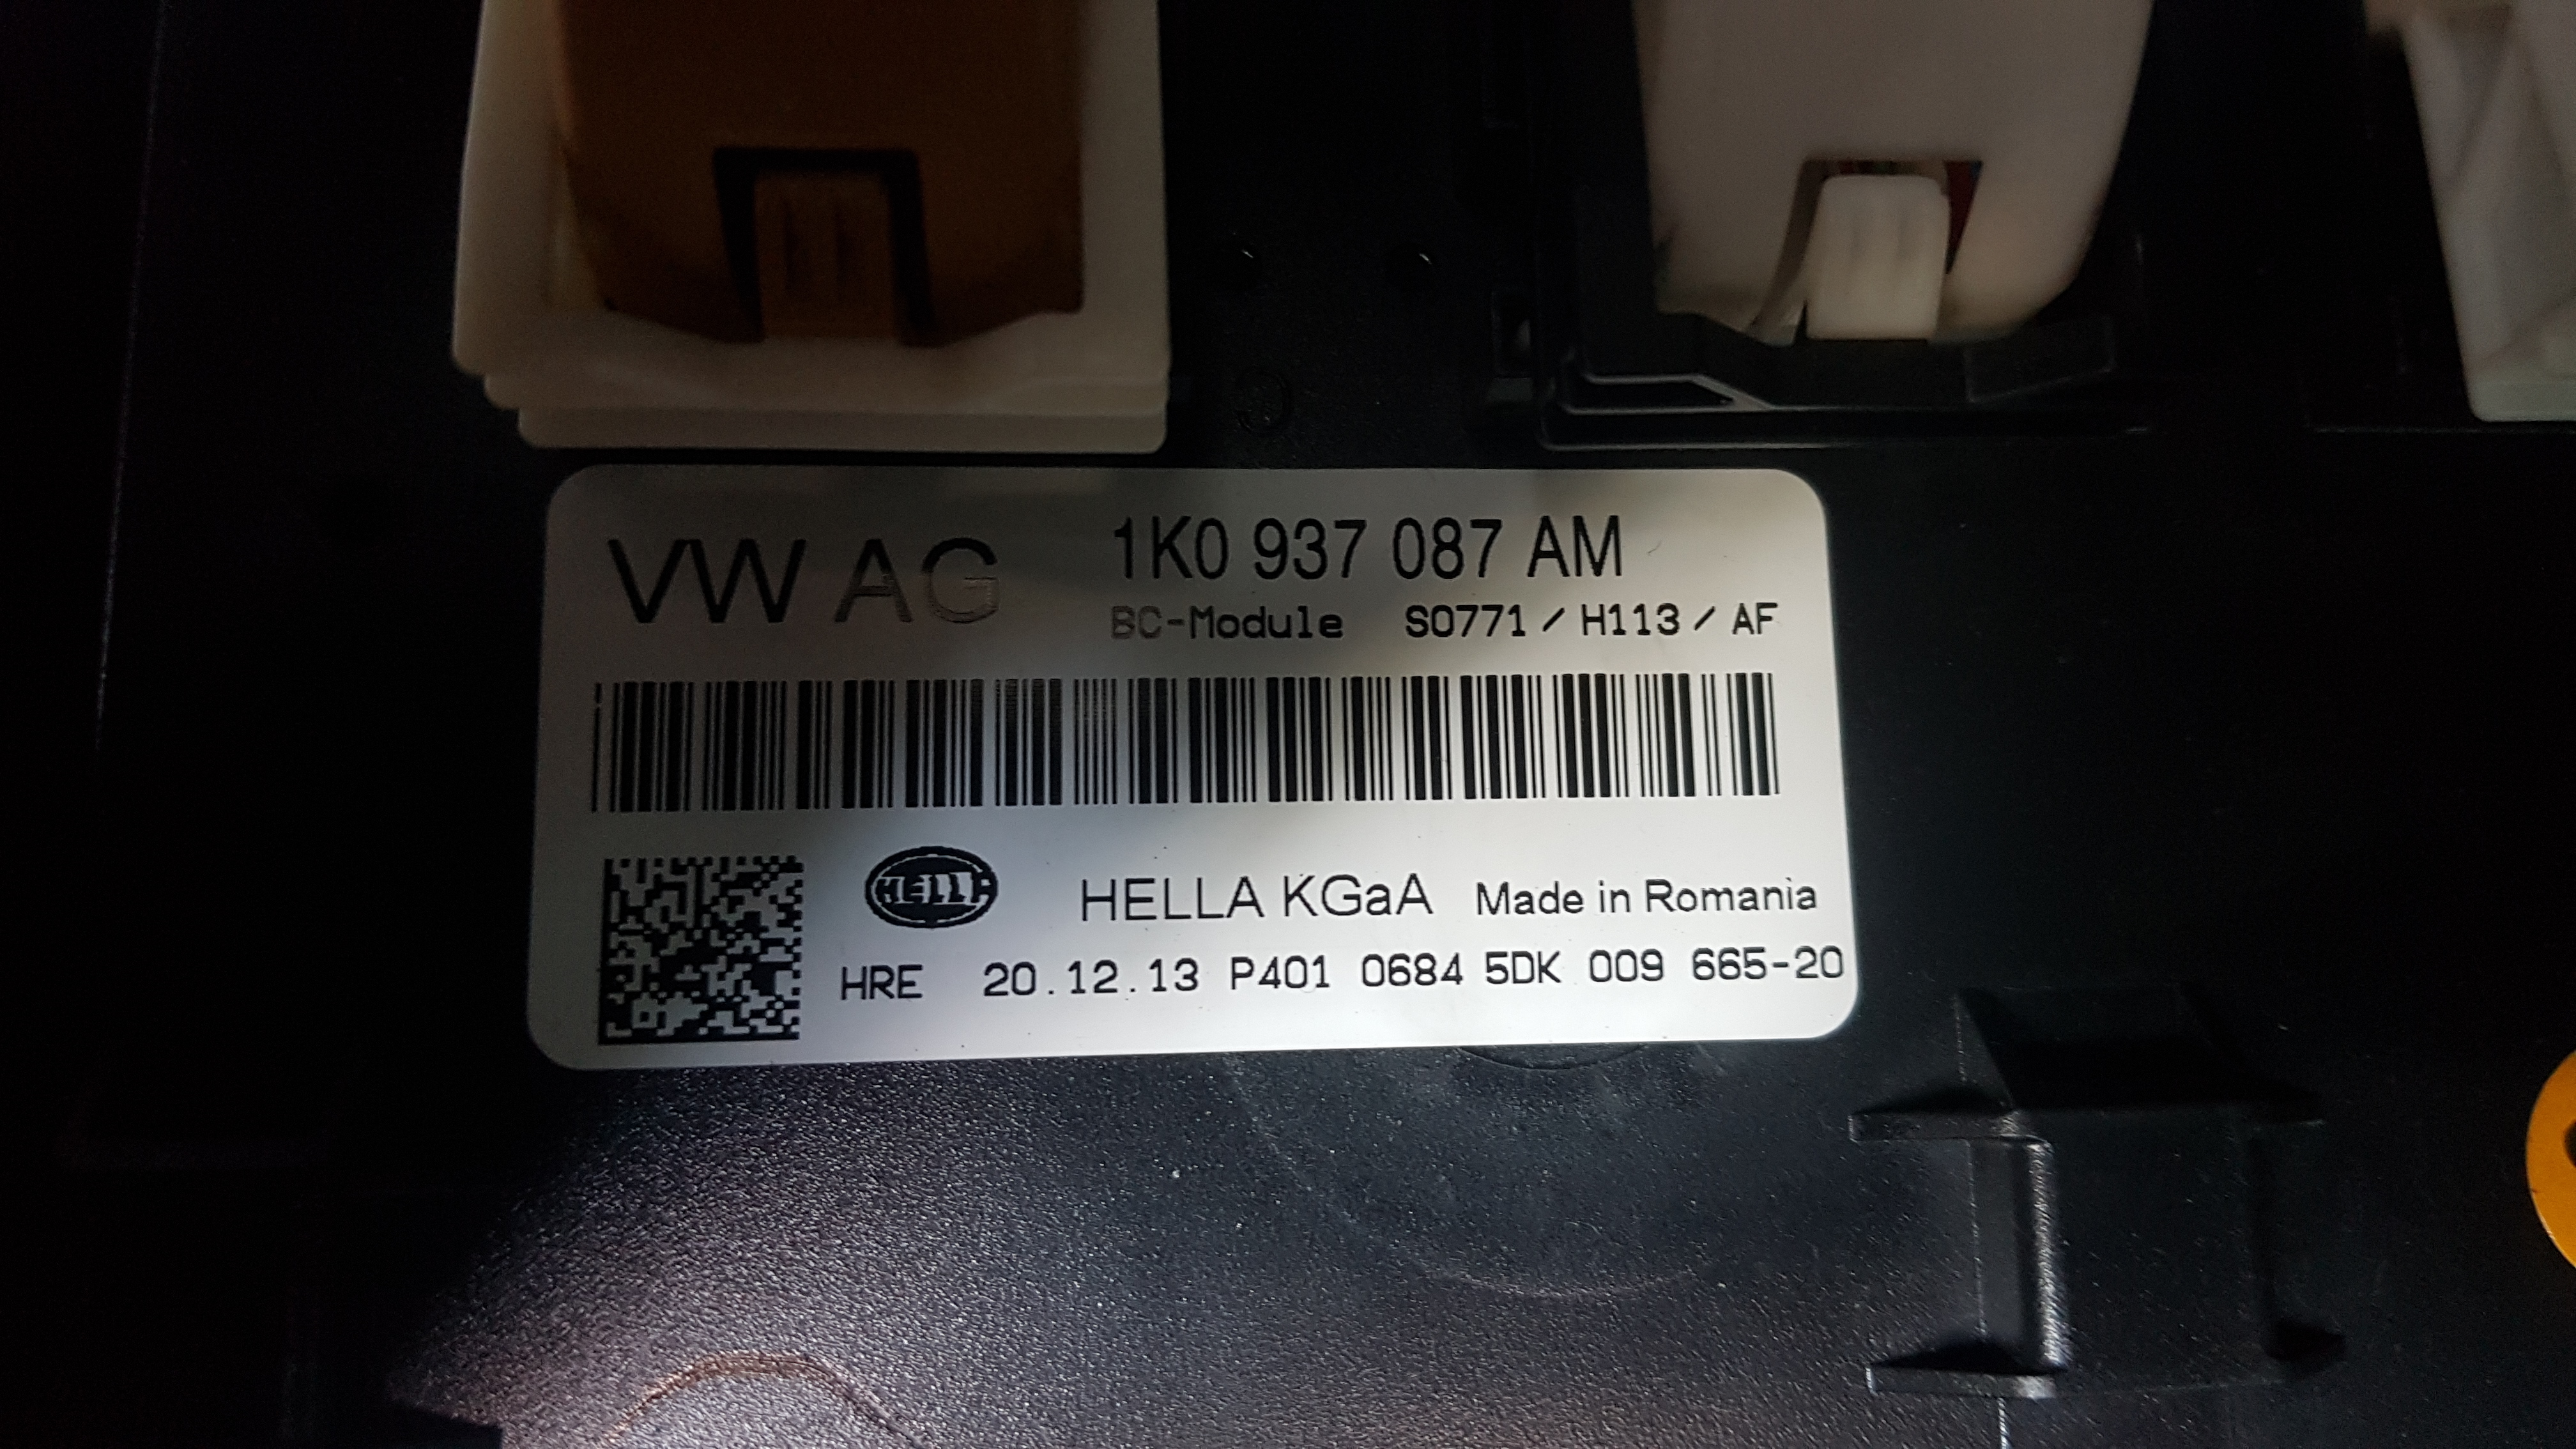 VW AG 1K0 937 087 AM
BC-Module S0771 / H113 / AF
HELLA HELLA KGaA Made in Romania
HRE 20.12.13 P401 0684 5DK 009 665-20